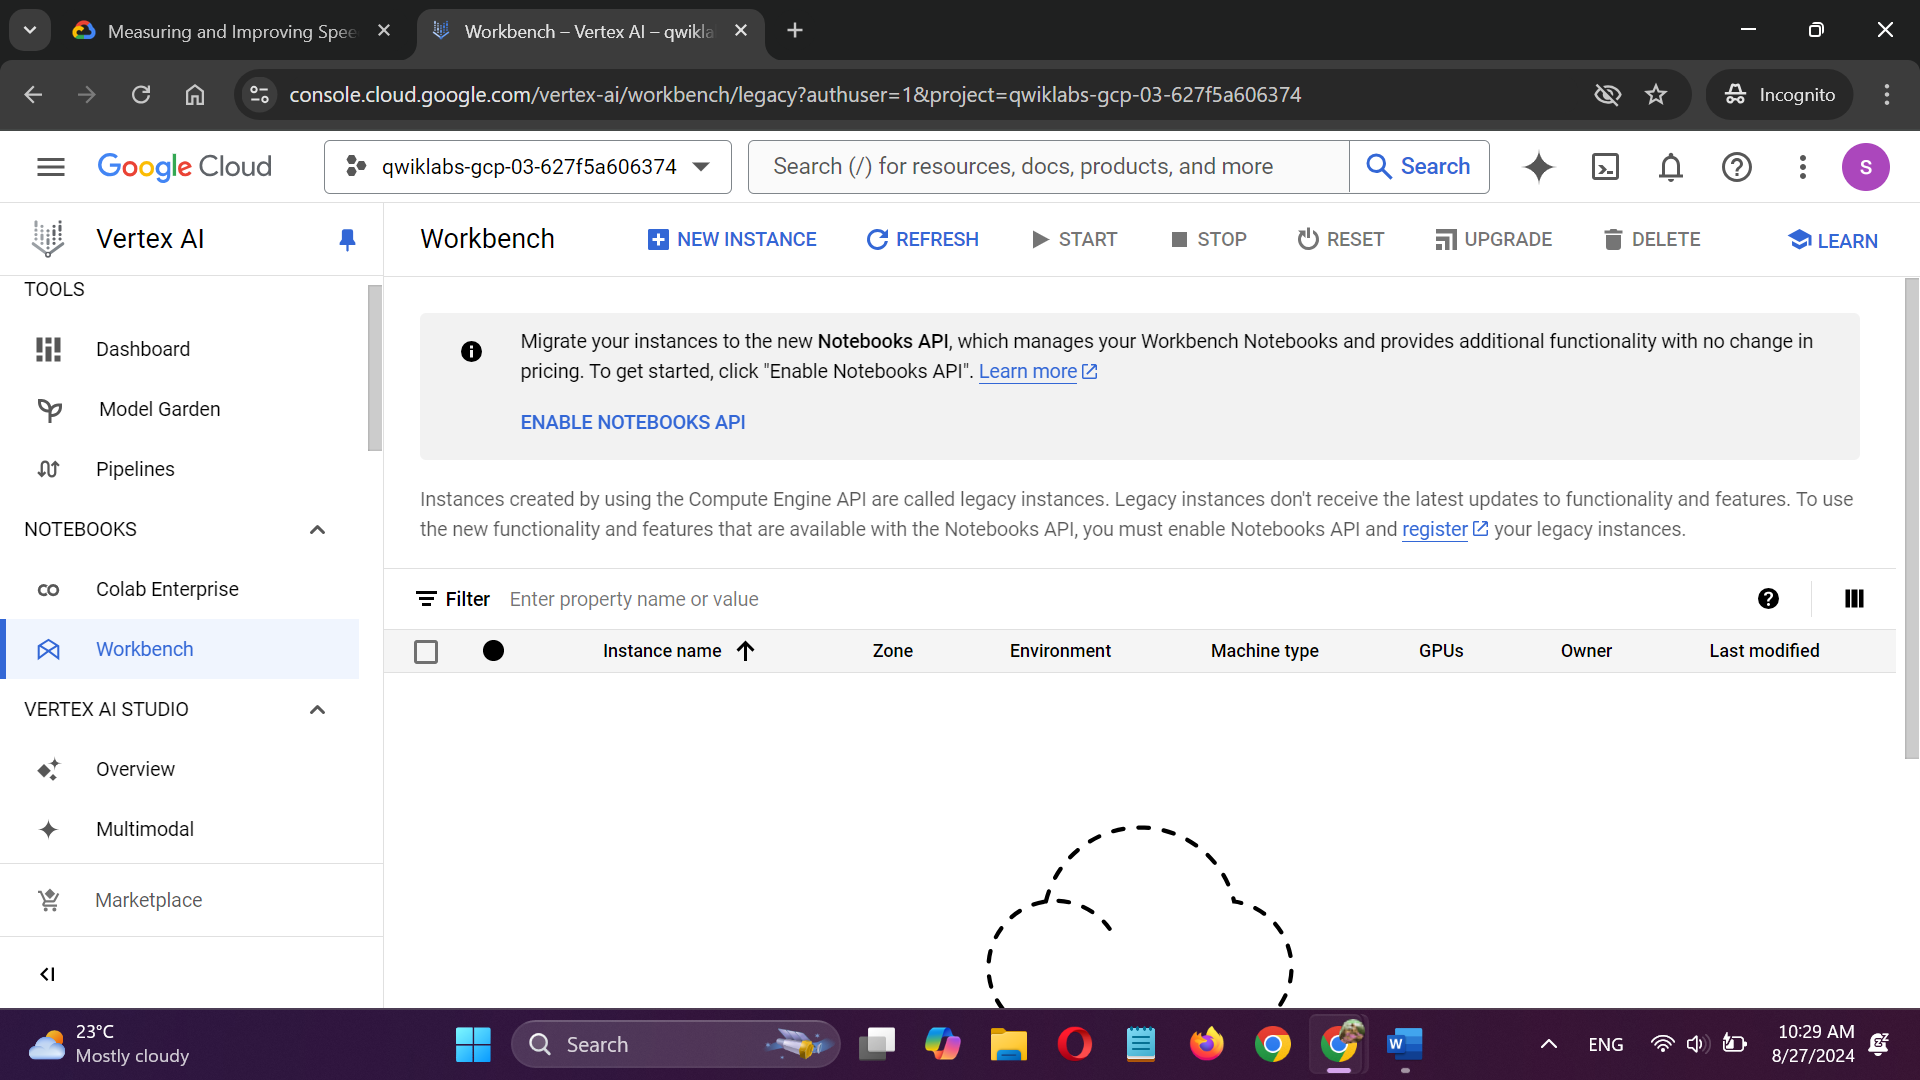 Measuring and Improving Spee
Workbench – Vertex AI – qwikla
console.cloud.google.com/vertex-ai/workbench/legacy?authuser=1&project=qwiklabs-gcp-03-627f5a606374
Incognito
Google Cloud
qwiklabs-gcp-03-627f5a606374
Search (/) for resources, docs, products, and more
Search
S
Vertex AI
Workbench
NEW INSTANCE
REFRESH
START
STOP
RESET
UPGRADE
DELETE
LEARN
TOOLS
Dashboard
Model Garden
Pipelines
NOTEBOOKS
Colab Enterprise
Workbench
VERTEX AI STUDIO
Overview
Multimodal
Marketplace
Migrate your instances to the new Notebooks API, which manages your Workbench Notebooks and provides additional functionality with no change in
pricing. To get started, click "Enable Notebooks API". Learn more
ENABLE NOTEBOOKS API
Instances created by using the Compute Engine API are called legacy instances. Legacy instances don't receive the latest updates to functionality and features. To use
the new functionality and features that are available with the Notebooks API, you must enable Notebooks API and register your legacy instances.
Filter Enter property name or value
Instance name Zone Environment Machine type GPUs Owner Last modified
23°C
Mostly cloudy
Search
ENG
10:29 AM
8/27/2024